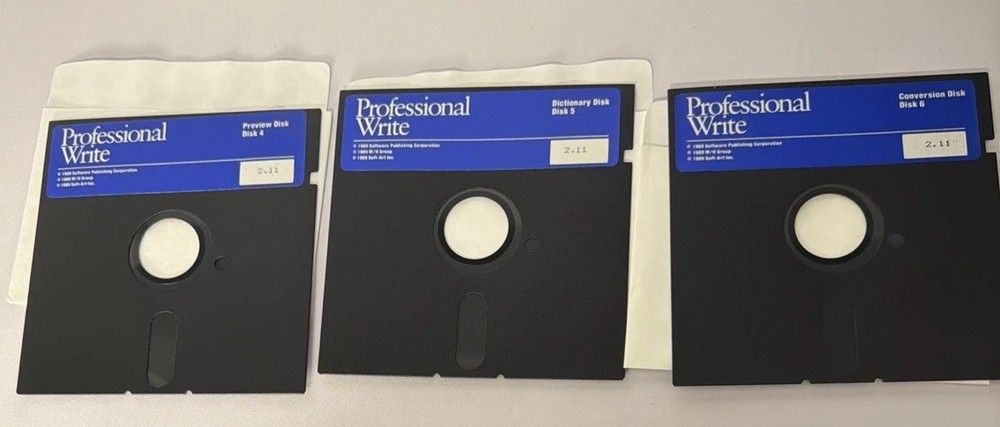 Professional
Write
Preview Disk
Disk 4
© 1989 Software Publishing Corporation
© 1989 W/H Group
© 1989 Soft-Art Inc.
2.11
Professional
Write
Dictionary Disk
Disk 5
© 1989 Software Publishing Corporation
© 1989 W/H Group
© 1989 Soft-Art Inc.
2.11
Professional
Write
Conversion Disk
Disk 6
© 1989 Software Publishing Corporation
© 1989 W/H Group
© 1989 Soft-Art Inc.
2.11